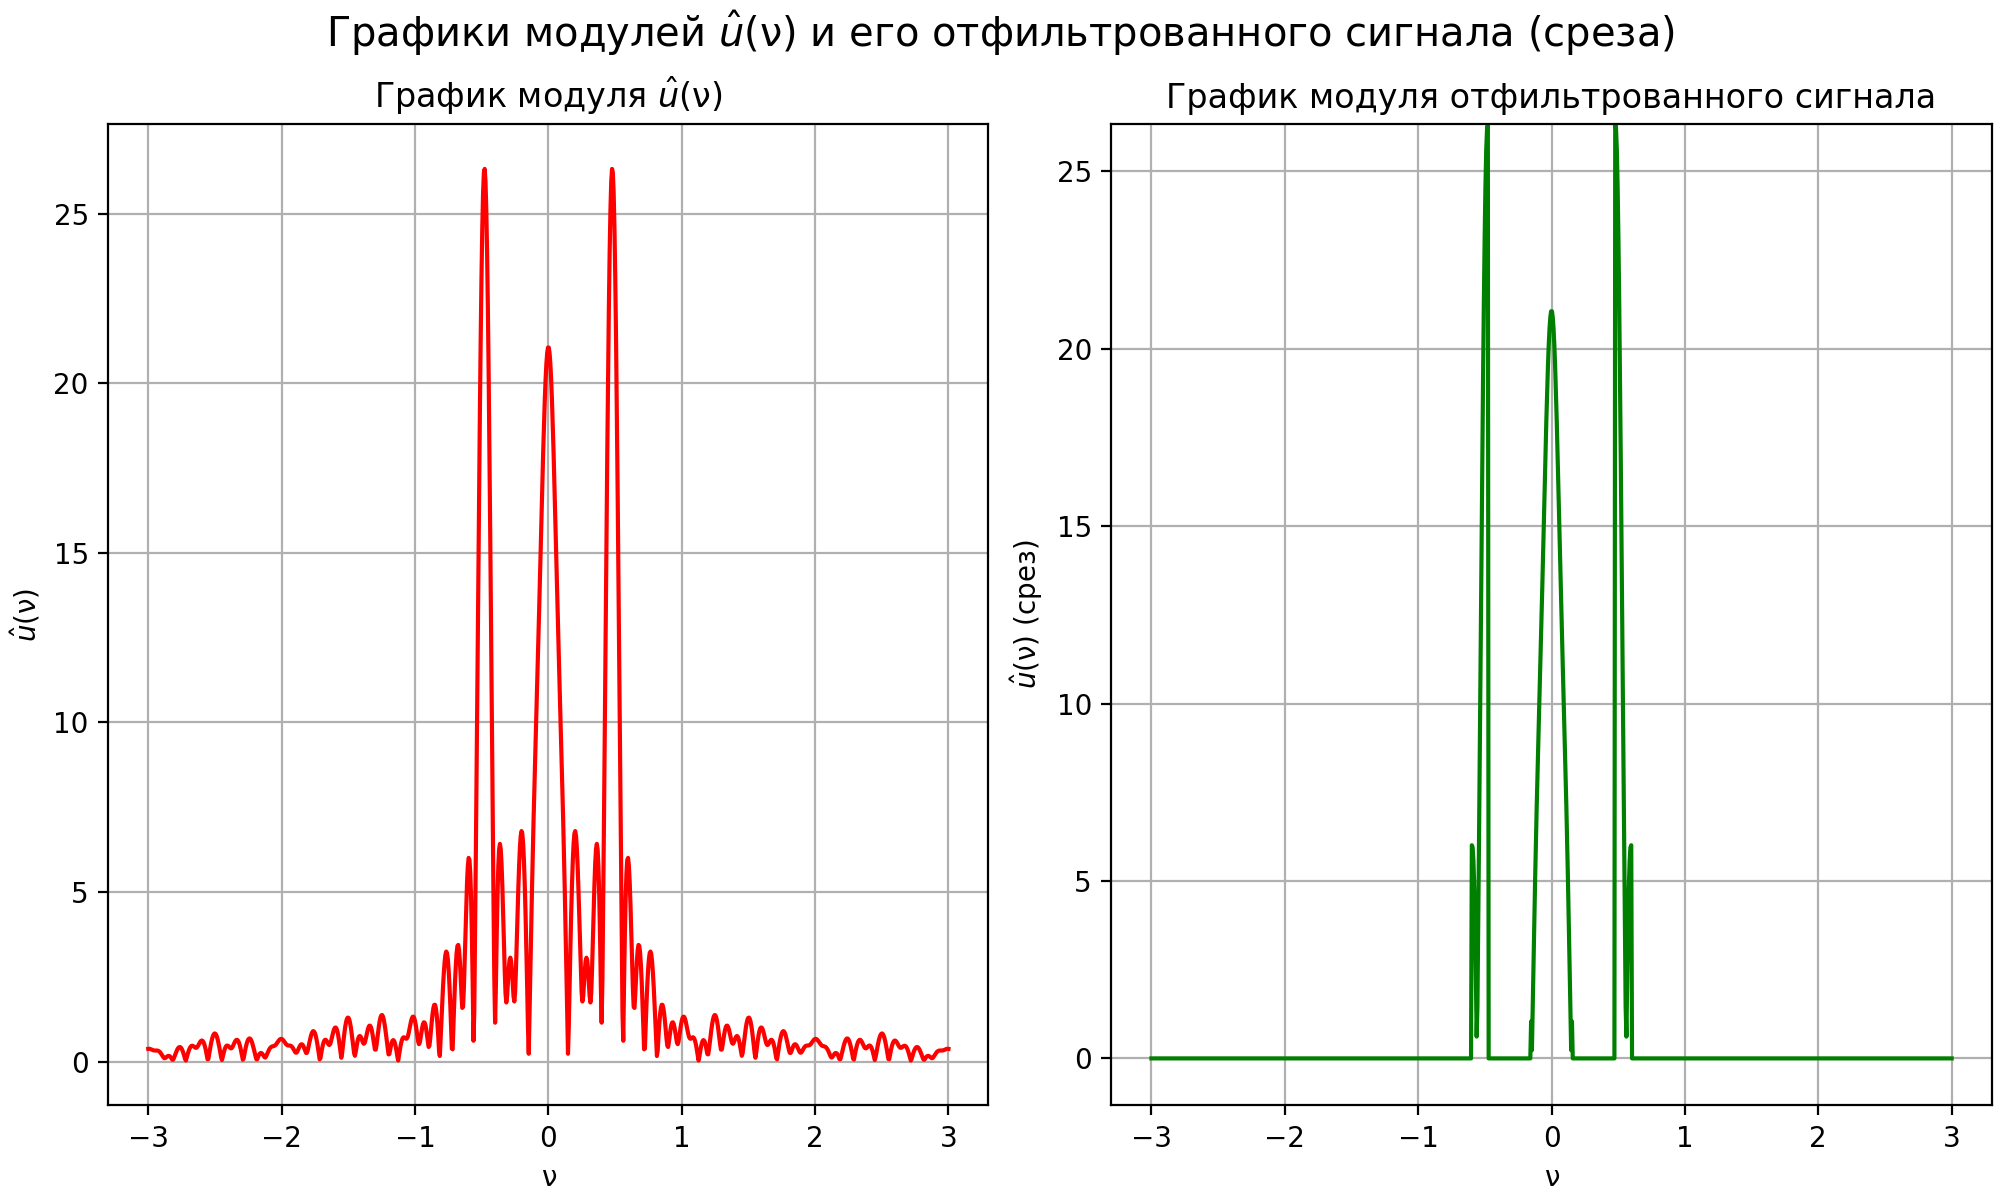 Графики модулей û(ν) и его отфильтрованного сигнала (среза)
График модуля û(ν)
û(ν)
25
20
15
10
5
0
−3 −2 −1 0 1 2 3
ν
График модуля отфильтрованного сигнала
û(ν) (срез)
25
20
15
10
5
0
−3 −2 −1 0 1 2 3
ν